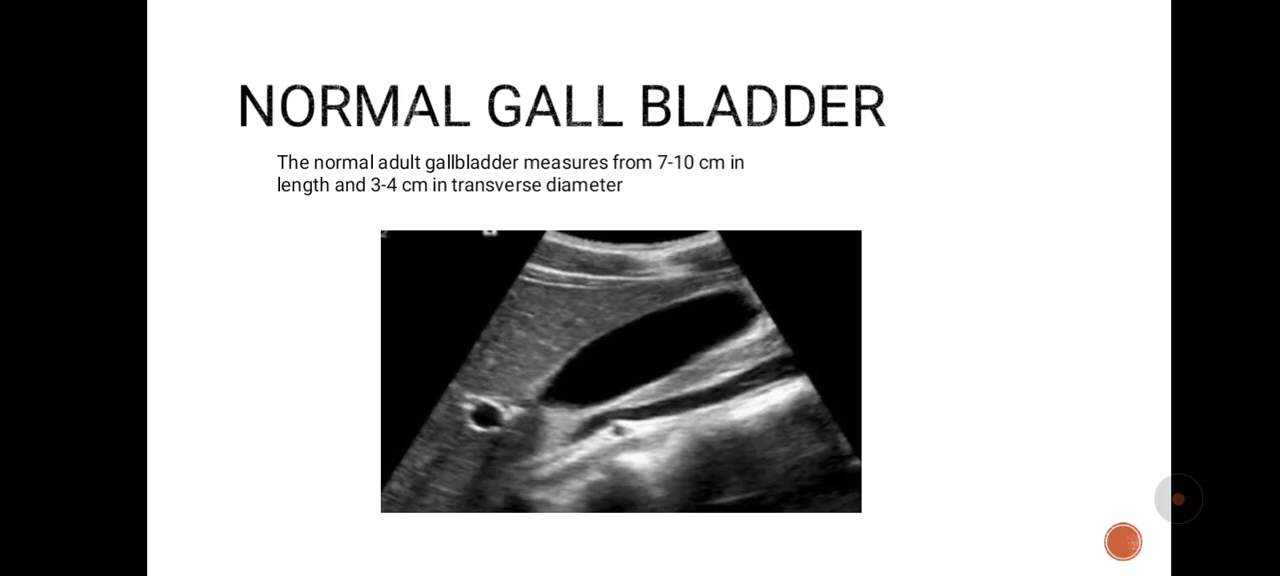 NORMAL GALL BLADDER
The normal adult gallbladder measures from 7-10 cm in
length and 3-4 cm in transverse diameter